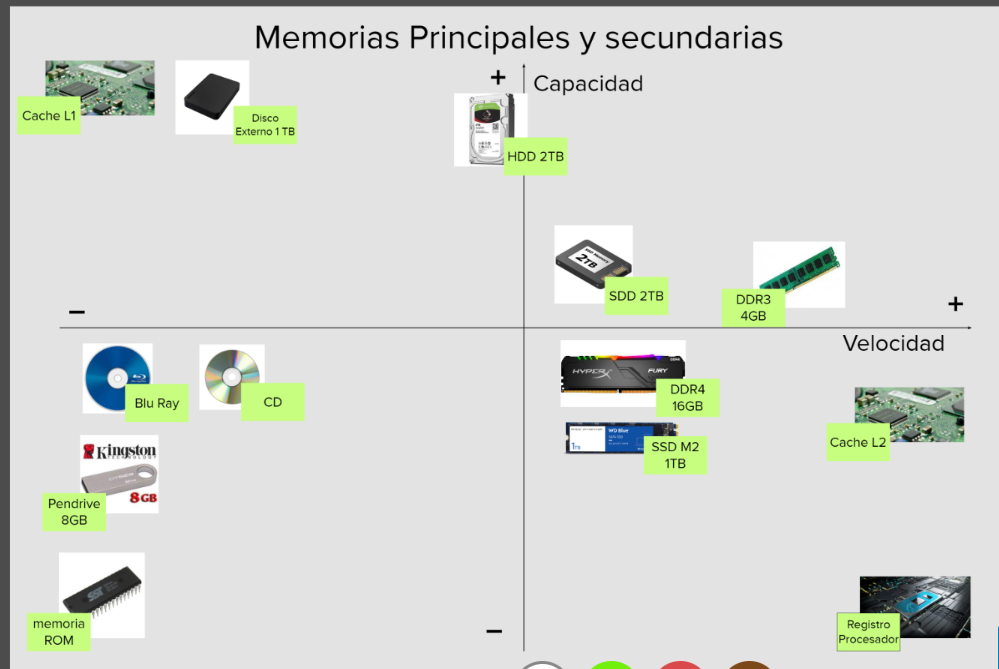 Memorias Principales y secundarias
+
Capacidad
Cache L1
Disco
Externo 1 TB
HDD 2TB
2TB
SDD 2TB
DDR3
4GB
−
+
Velocidad
Blu Ray
CD
HYPERX
FURY
DDR4
16GB
Cache L2
WD Blue
1TB
SSD M2
1TB
Kingston
TECHNOLOGY
8GB
Pendrive
8GB
memoria
ROM
−
Registro
Procesador